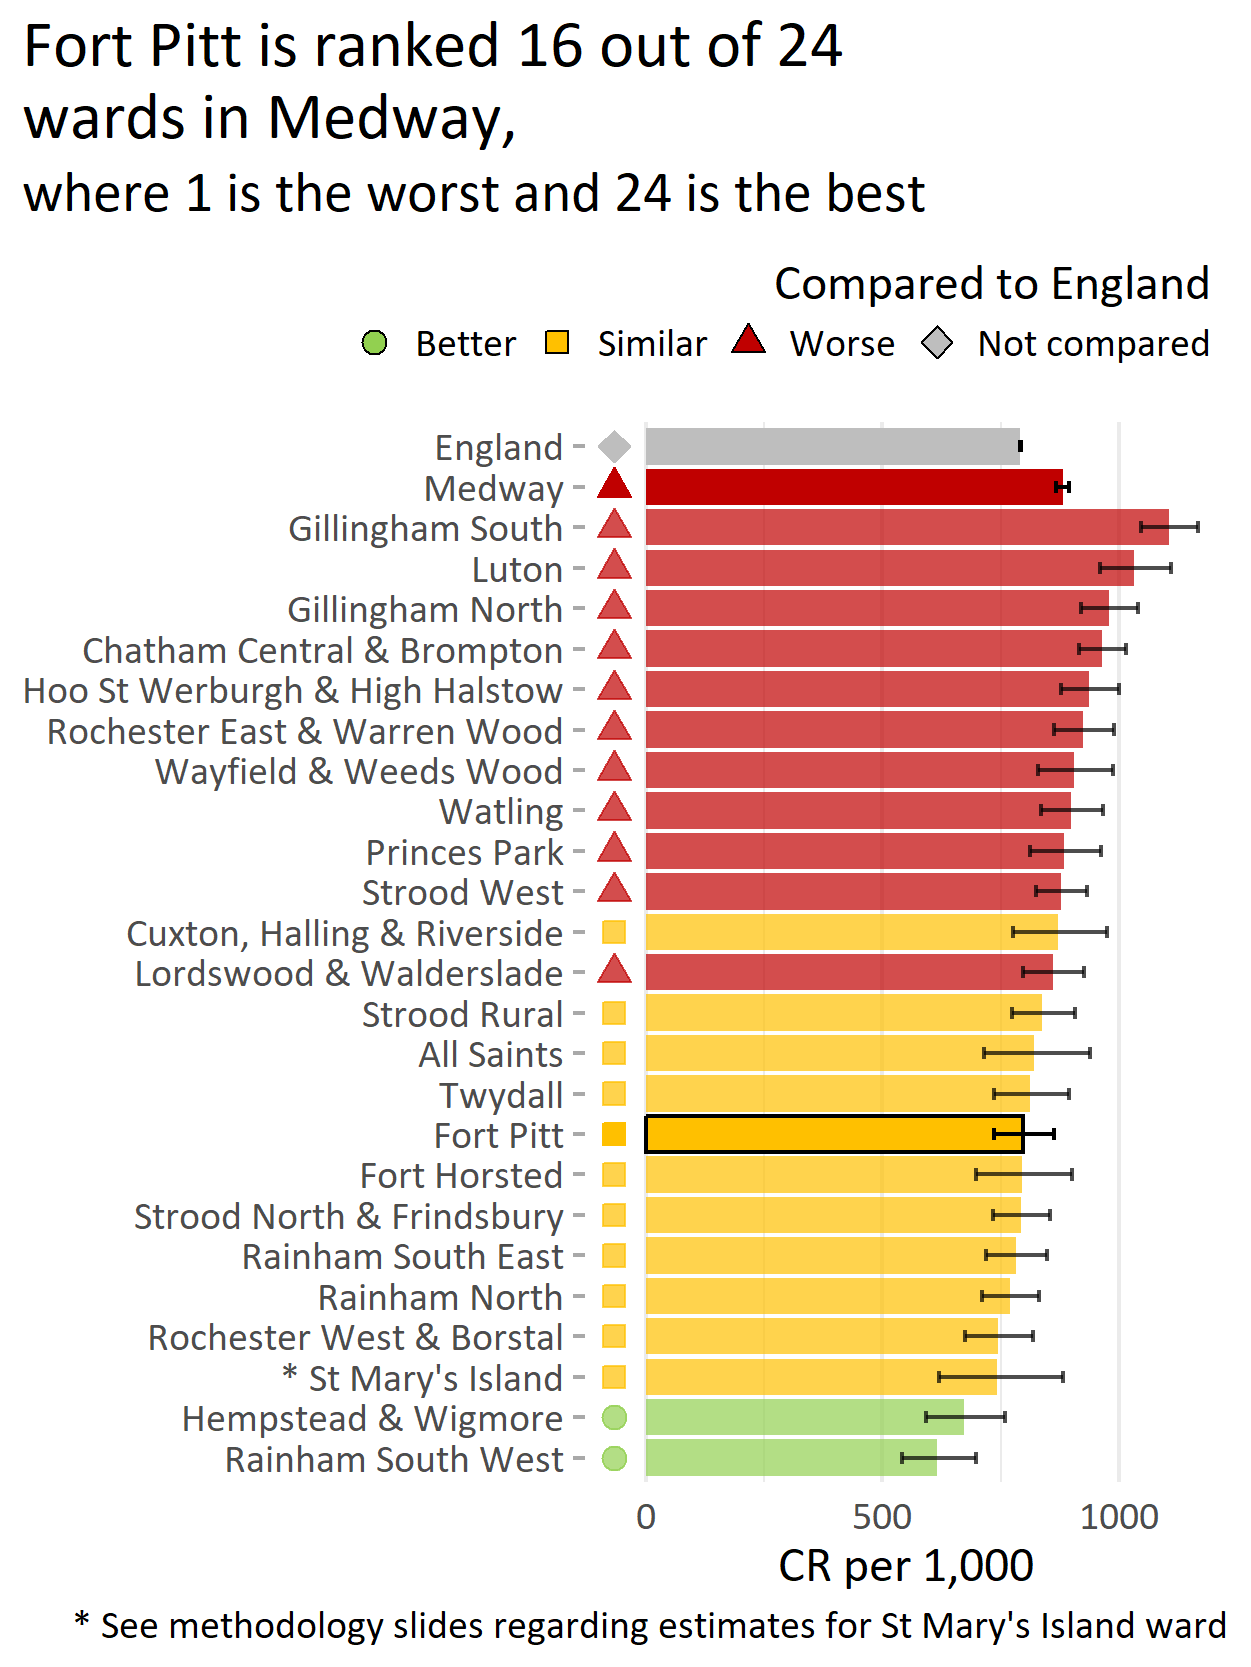 Fort Pitt is ranked 16 out of 24
wards in Medway,
where 1 is the worst and 24 is the best
Compared to England
Better Similar Worse Not compared
England
Medway
Gillingham South
Luton
Gillingham North
Chatham Central & Brompton
Hoo St Werburgh & High Halstow
Rochester East & Warren Wood
Wayfield & Weeds Wood
Watling
Princes Park
Strood West
Cuxton, Halling & Riverside
Lordswood & Walderslade
Strood Rural
All Saints
Twydall
Fort Pitt
Fort Horsted
Strood North & Frindsbury
Rainham South East
Rainham North
Rochester West & Borstal
* St Mary's Island
Hempstead & Wigmore
Rainham South West
0 500 1000
CR per 1,000
* See methodology slides regarding estimates for St Mary's Island ward